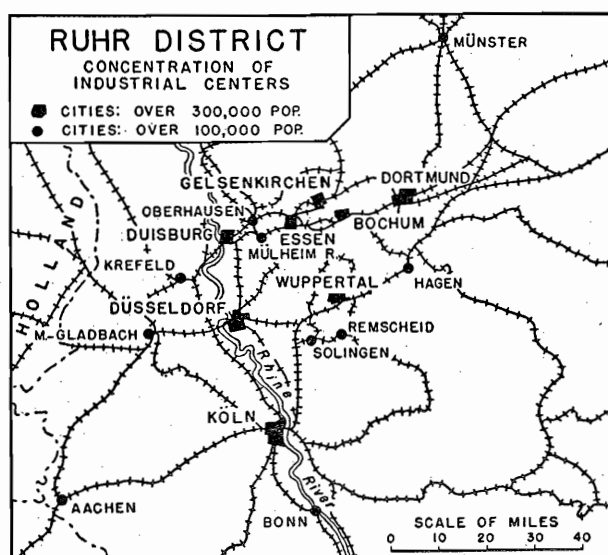 RUHR DISTRICT
CONCENTRATION OF
INDUSTRIAL CENTERS
CITIES: OVER 300,000 POP.
CITIES: OVER 100,000 POP.
MÜNSTER
HOLLAND
GELSENKIRCHEN
DORTMUND
OBERHAUSEN
DUISBURG
ESSEN
BOCHUM
MÜLHEIM R.
KREFELD
WUPPERTAL
HAGEN
DÜSSELDORF
M-GLADBACH
REMSCHEID
SOLINGEN
Rhine
KÖLN
River
AACHEN
BONN
SCALE OF MILES
0 10 20 30 40